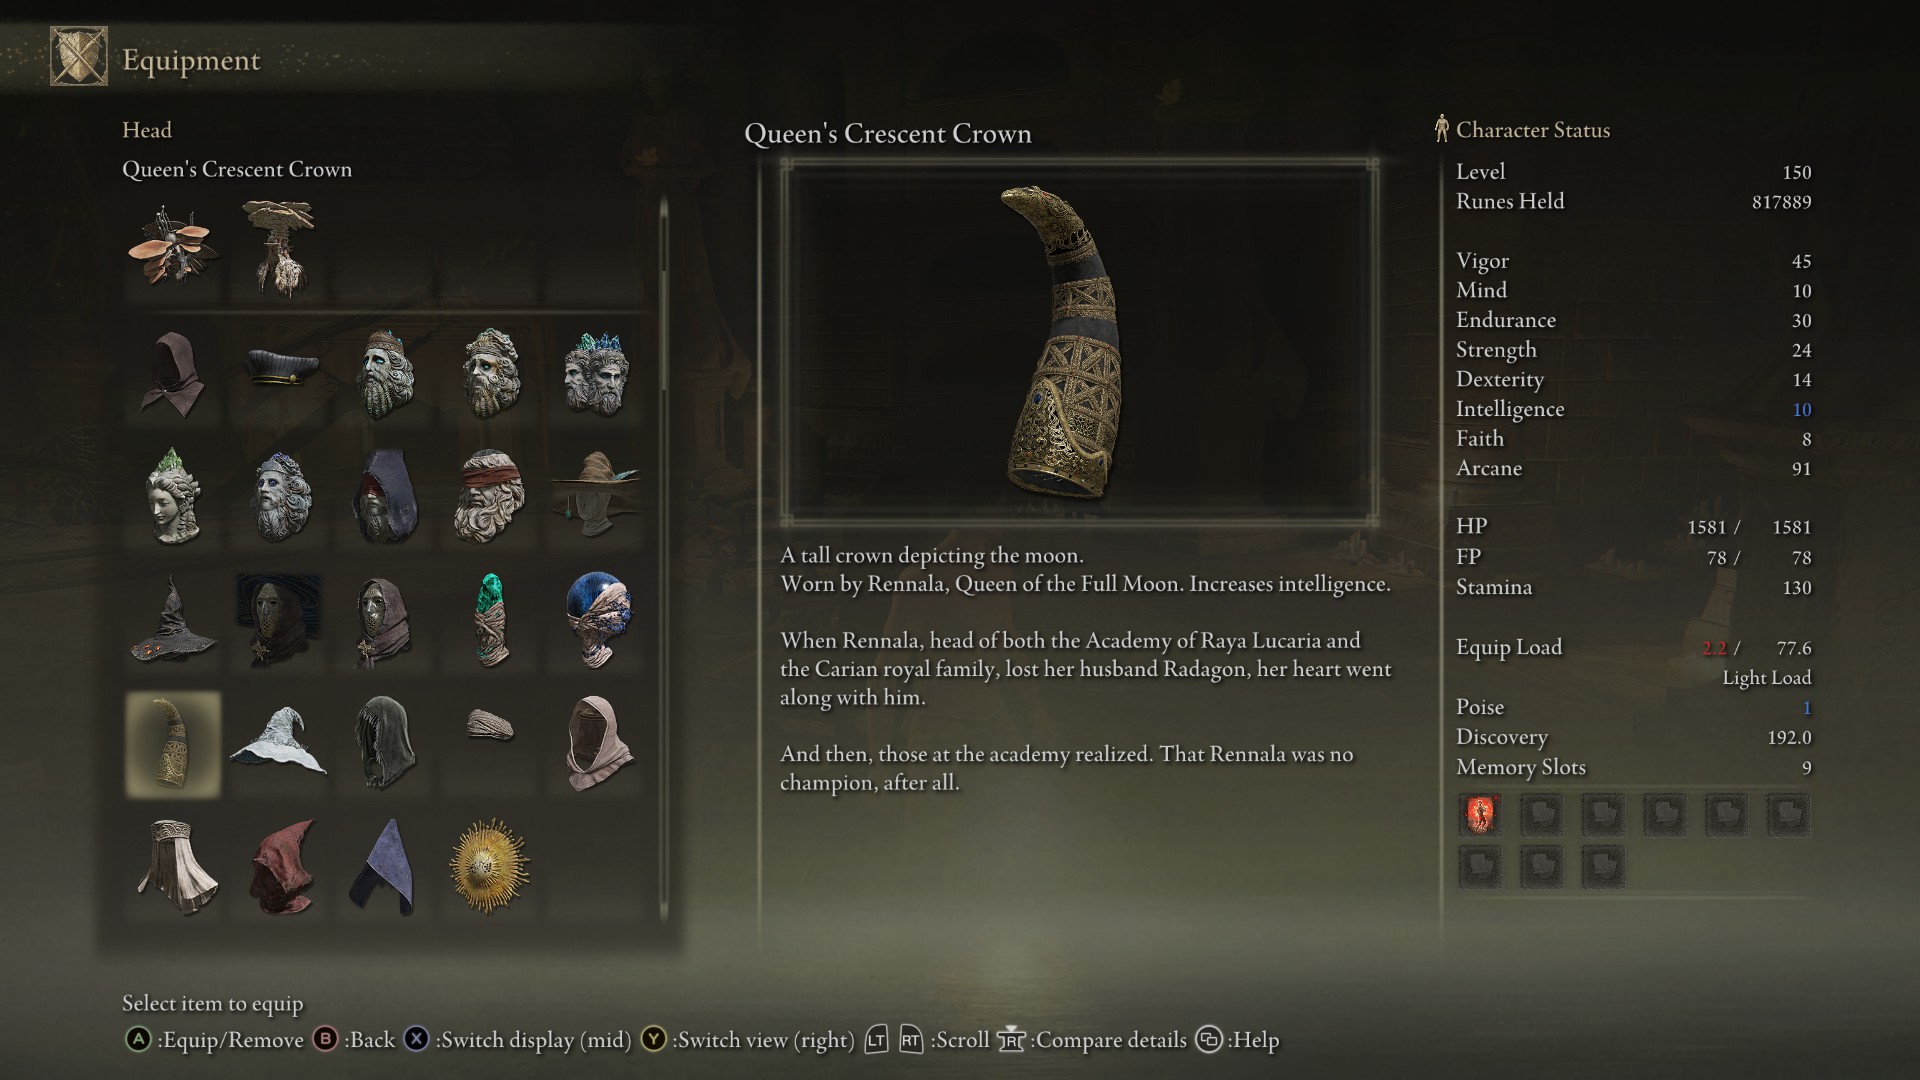 Equipment
Head
Queen's Crescent Crown
Queen's Crescent Crown
A tall crown depicting the moon.
Worn by Rennala, Queen of the Full Moon. Increases intelligence.
When Rennala, head of both the Academy of Raya Lucaria and
the Carian royal family, lost her husband Radagon, her heart went
along with him.
And then, those at the academy realized. That Rennala was no
champion, after all.
Character Status
Level 150
Runes Held 817889
Vigor 45
Mind 10
Endurance 30
Strength 24
Dexterity 14
Intelligence 10
Faith 8
Arcane 91
HP 1581 / 1581
FP 78 / 78
Stamina 130
Equip Load 2.2 / 77.6
Light Load
Poise 1
Discovery 192.0
Memory Slots 9
Select item to equip
A :Equip/Remove B :Back X :Switch display (mid) Y :Switch view (right) LT RT :Scroll R :Compare details :Help